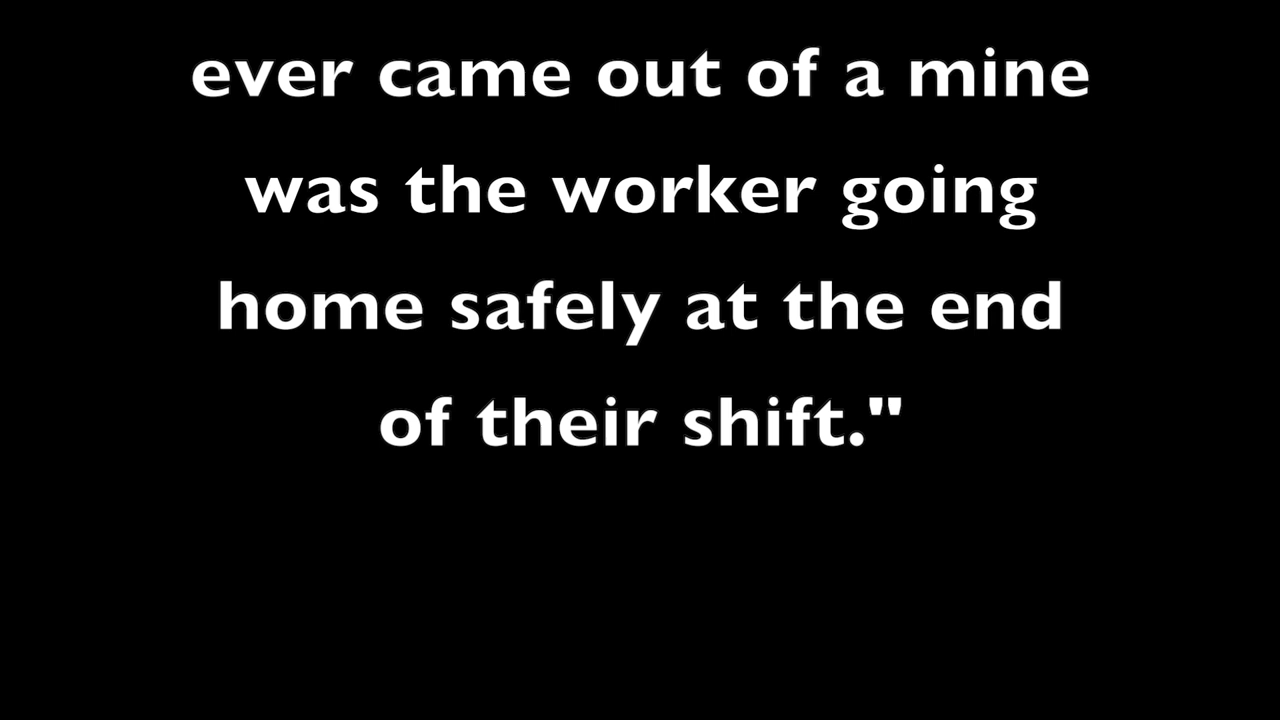 ever came out of a mine
was the worker going
home safely at the end
of their shift."